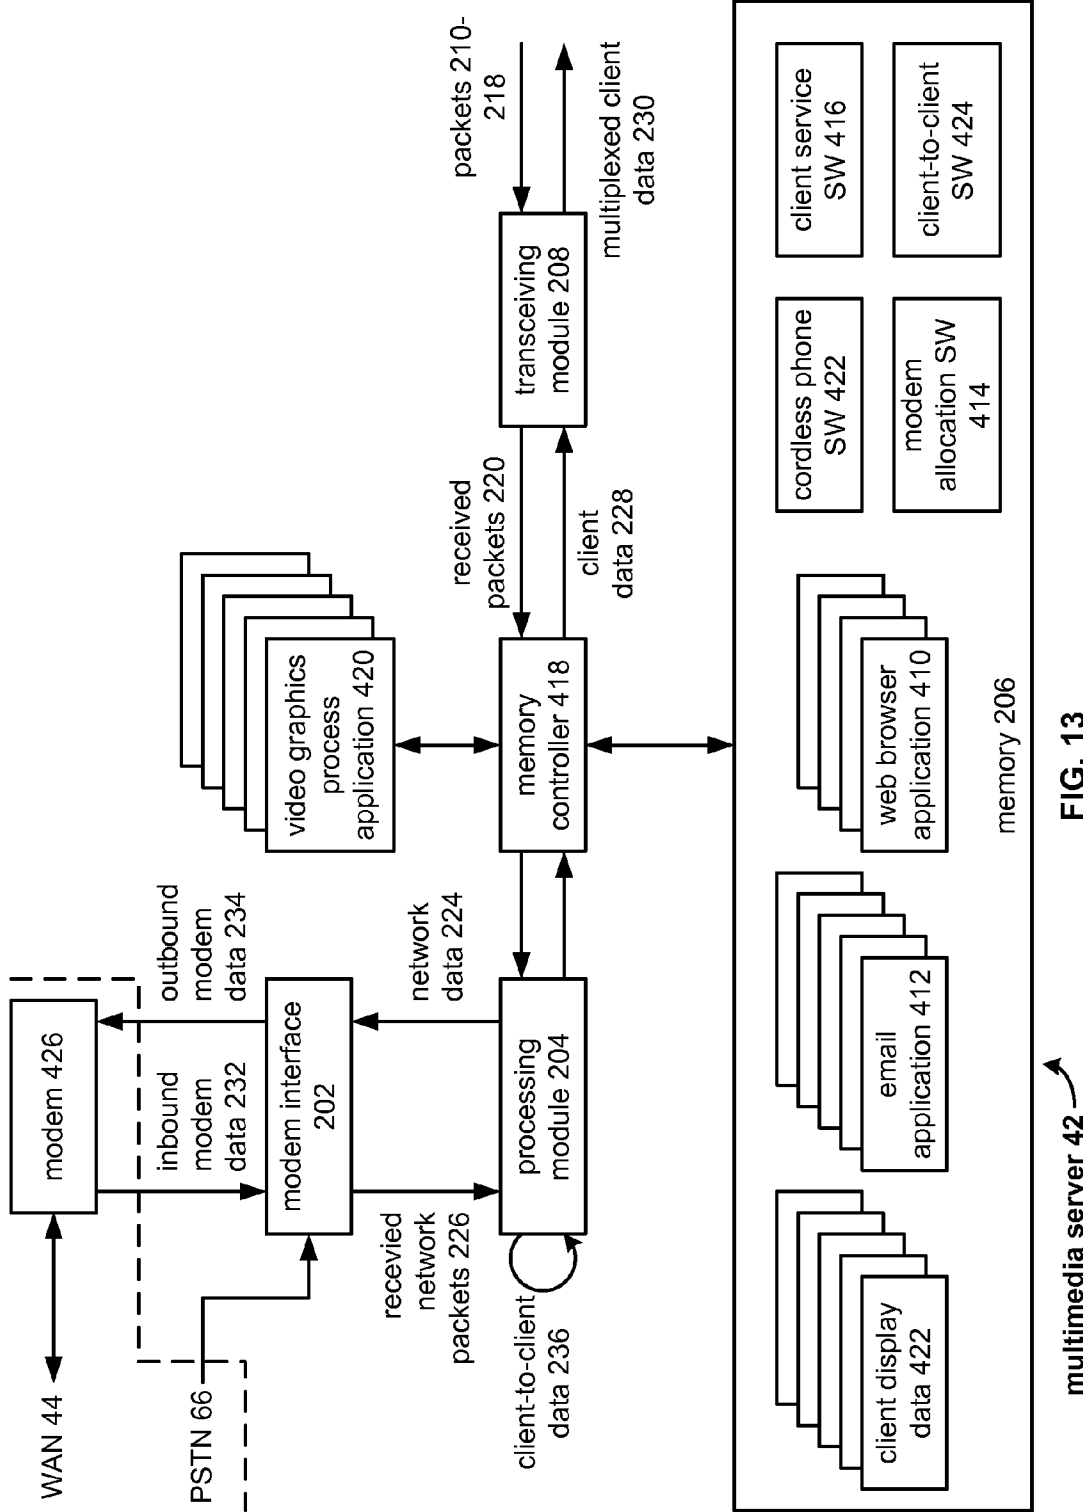 WAN 44
modem 426
PSTN 66
inbound
modem
data 232
outbound
modem
data 234
modem interface
202
video graphics
process
application 420
recevied
network
packets 226
network
data 224
received
packets 220
packets 210-
218
client-to-client
data 236
processing
module 204
memory
controller 418
transceiving
module 208
client
data 228
multiplexed client
data 230
client display
data 422
email
application 412
web browser
application 410
cordless phone
SW 422
client service
SW 416
modem
allocation SW
414
client-to-client
SW 424
memory 206
multimedia server 42
FIG. 13